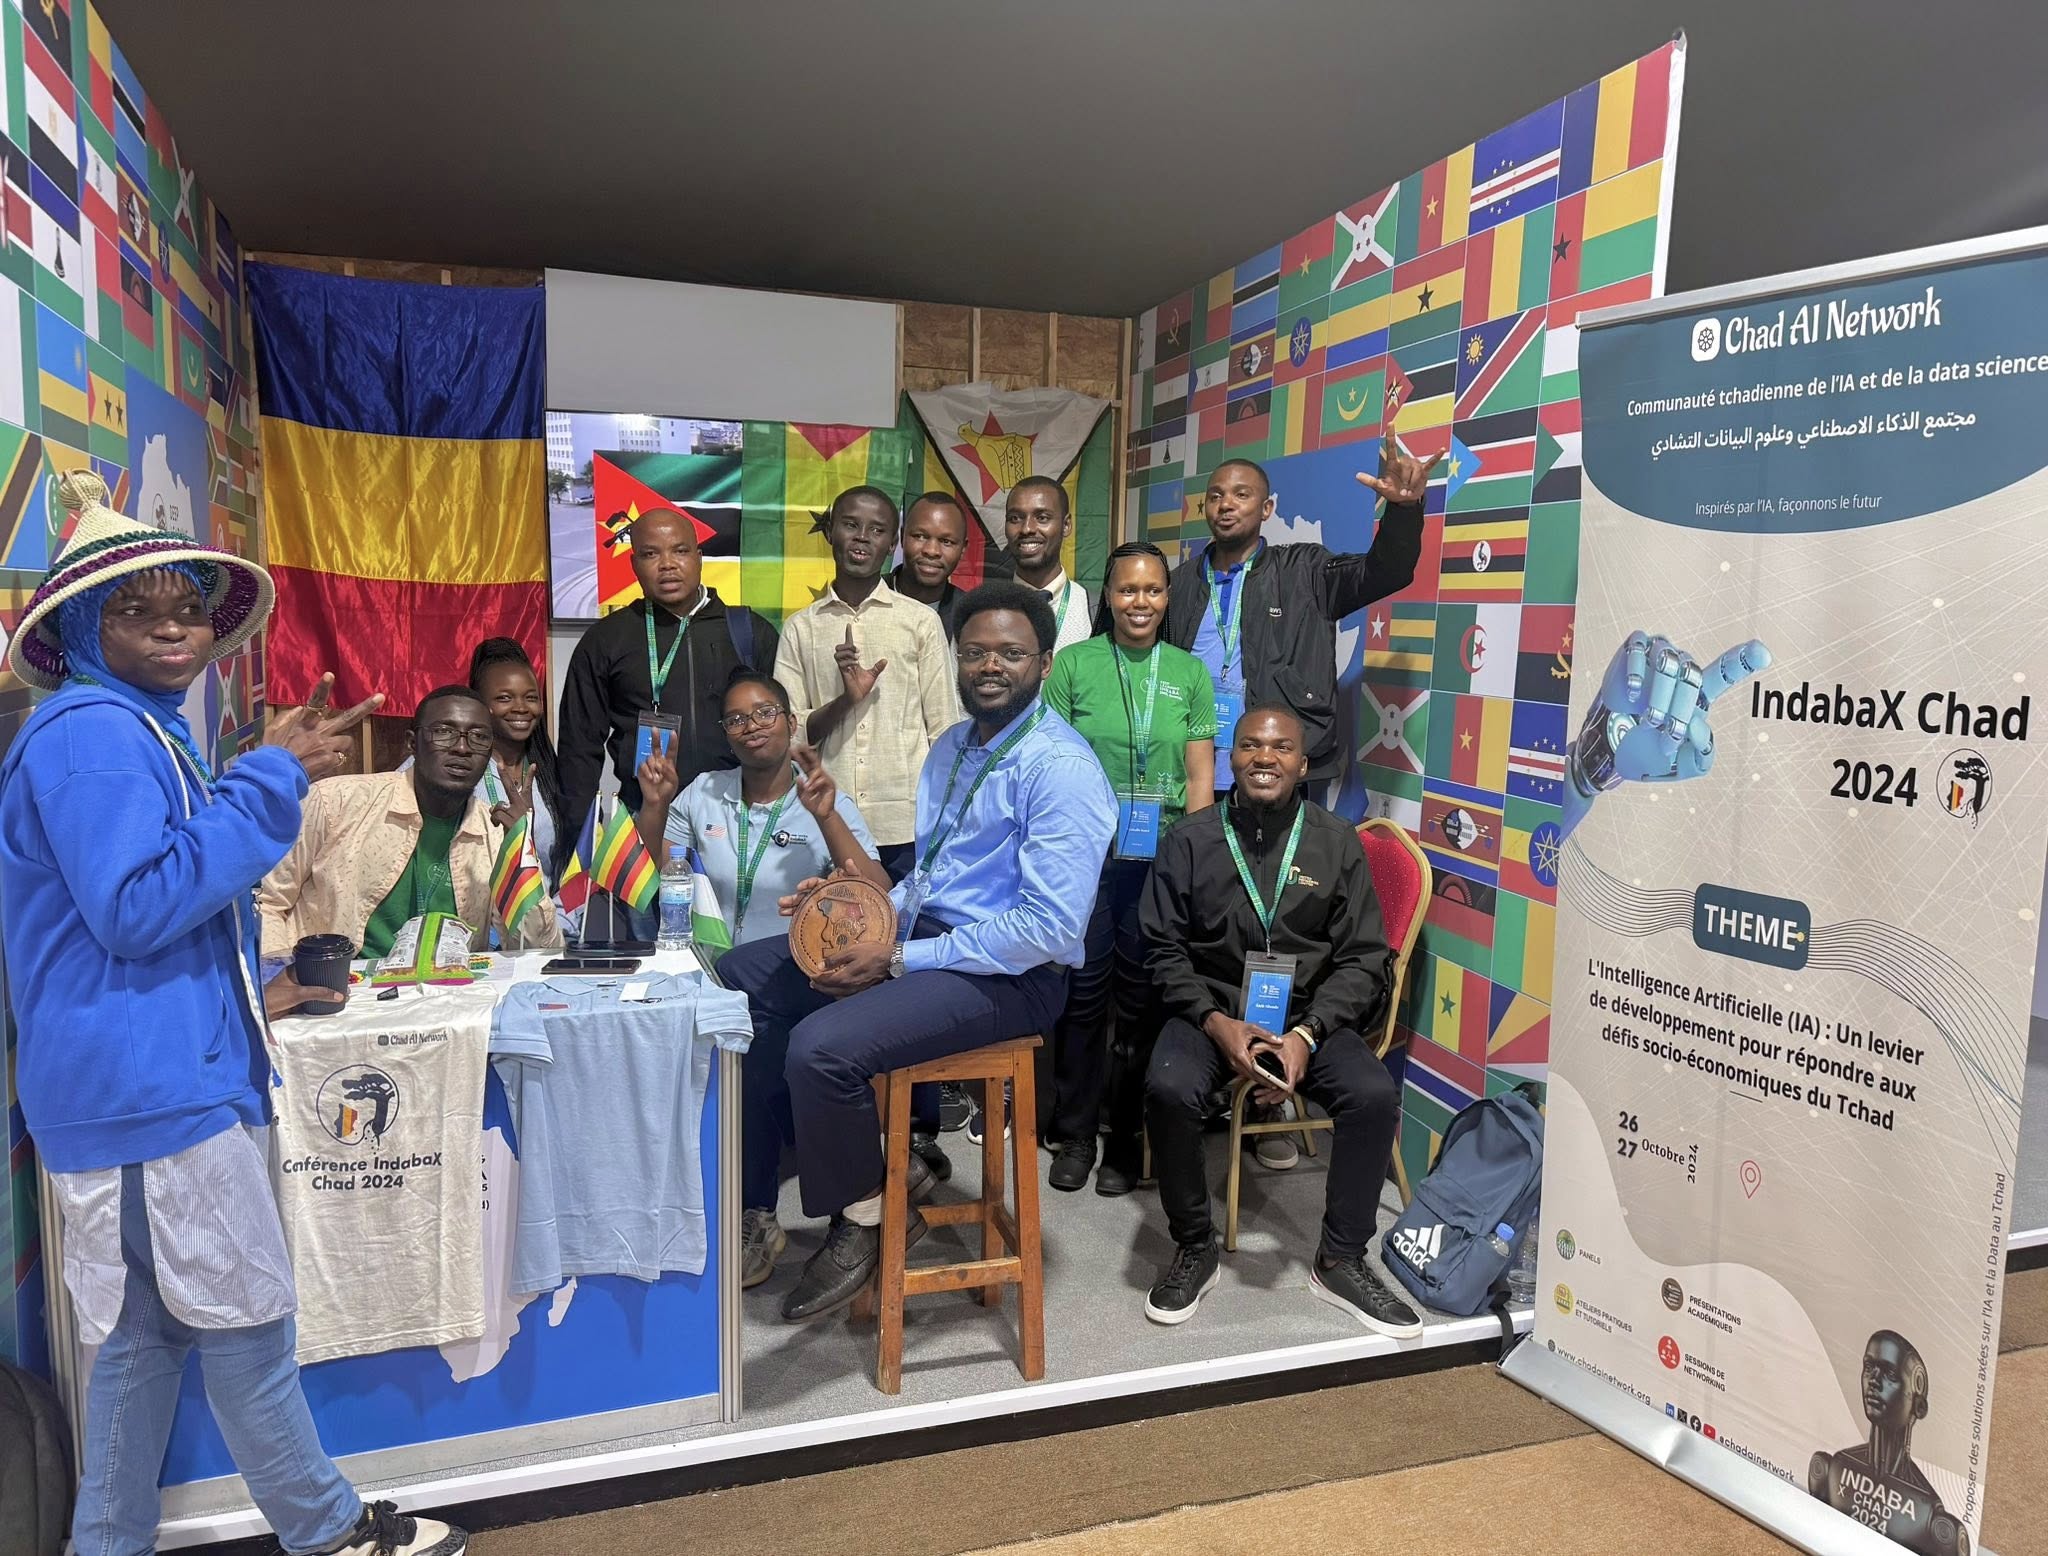 Chad AI Network
Communauté tchadienne de l'IA et de la data science
مجتمع الذكاء الاصطناعي وعلوم البيانات التشادي
Inspirés par l'IA, façonnons le futur
IndabaX Chad
2024
THEME
L'Intelligence Artificielle (IA) : Un levier
de développement pour répondre aux
défis socio-économiques du Tchad
26
27 Octobre 2024
PANELS
ATELIERS PRATIQUES
ET TUTORIELS
PRÉSENTATIONS
ACADÉMIQUES
SESSIONS DE
NETWORKING
www.chadainetwork.org
@chadainetwork
Proposer des solutions axées sur l'IA et la Data au Tchad
INDABA
X CHAD
2024
Chad AI Network
Conférence IndabaX
Chad 2024
adidas
DEEP